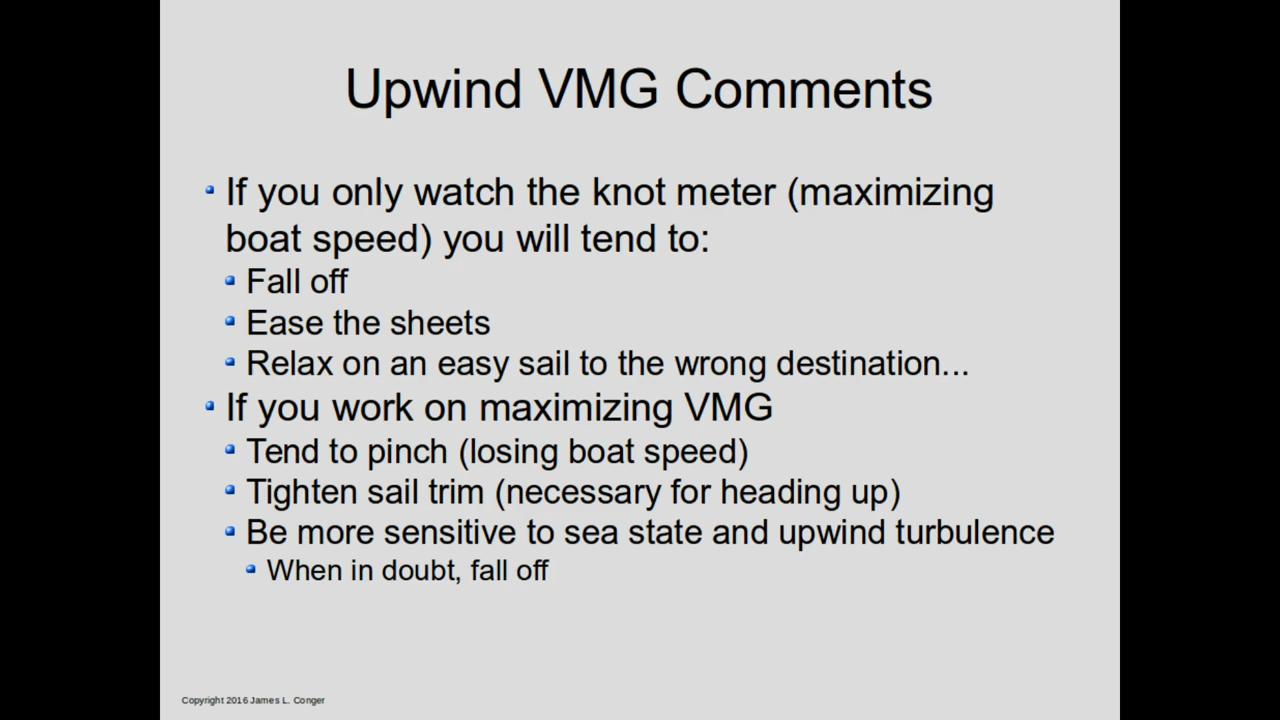 Upwind VMG Comments
If you only watch the knot meter (maximizing
boat speed) you will tend to:
Fall off
Ease the sheets
Relax on an easy sail to the wrong destination...
If you work on maximizing VMG
Tend to pinch (losing boat speed)
Tighten sail trim (necessary for heading up)
Be more sensitive to sea state and upwind turbulence
When in doubt, fall off
Copyright 2016 James L. Conger